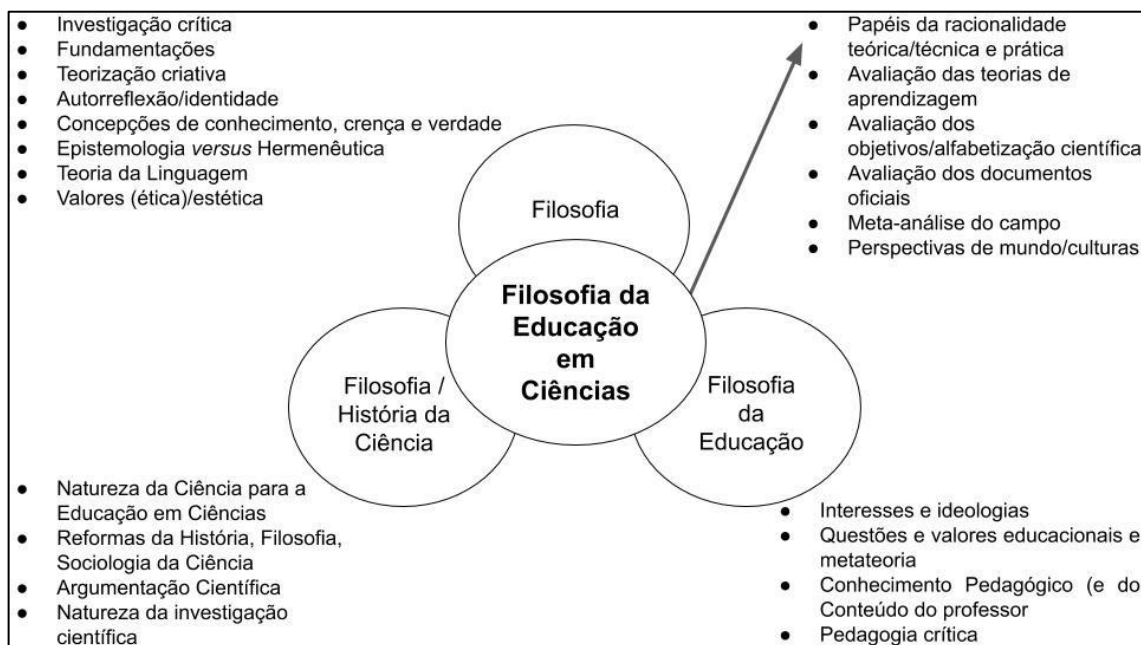 ● Investigação crítica
● Fundamentações
● Teorização criativa
● Autorreflexão/identidade
● Concepções de conhecimento, crença e verdade
● Epistemologia versus Hermenêutica
● Teoria da Linguagem
● Valores (ética)/estética
● Papéis da racionalidade
teórica/técnica e prática
● Avaliação das teorias de
aprendizagem
● Avaliação dos
objetivos/alfabetização científica
● Avaliação dos documentos
oficiais
● Meta-análise do campo
● Perspectivas de mundo/culturas
Filosofia
Filosofia da
Educação
em
Ciências
Filosofia /
História da
Ciência
Filosofia
da
Educação
● Natureza da Ciência para a
Educação em Ciências
● Reformas da História, Filosofia,
Sociologia da Ciência
● Argumentação Científica
● Natureza da investigação
científica
● Interesses e ideologias
● Questões e valores educacionais e
metateoria
● Conhecimento Pedagógico (e do
Conteúdo do professor
● Pedagogia crítica